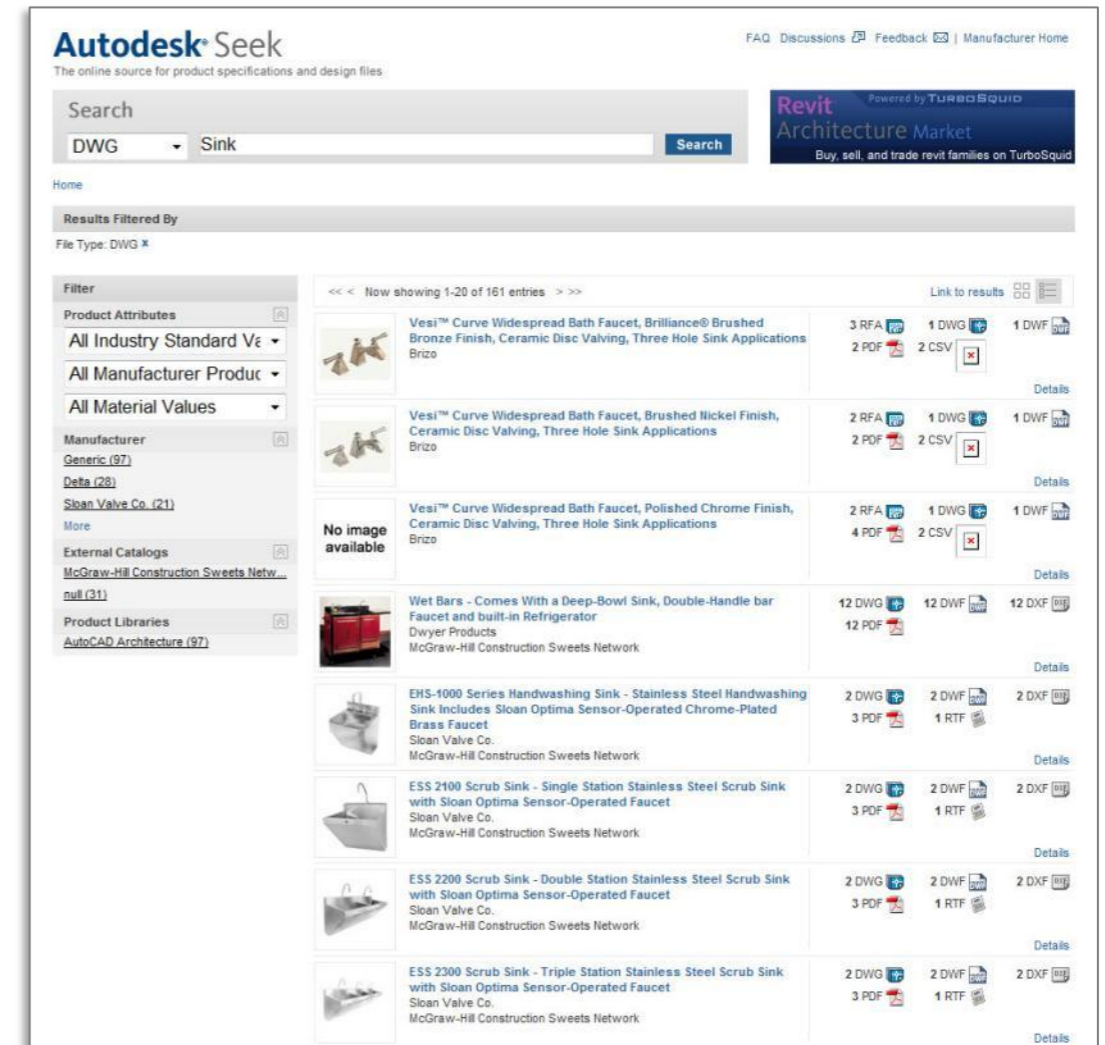 Autodesk® Seek
The online source for product specifications and design files
FAQ Discussions Feedback | Manufacturer Home
Search
DWG Sink Search
Revit Powered by TURBOSQUID
Architecture Market
Buy, sell, and trade revit families on TurboSquid
Home
Results Filtered By
File Type: DWG x
Filter
Product Attributes
All Industry Standard Va
All Manufacturer Produc
All Material Values
Manufacturer
Generic (97)
Delta (28)
Sloan Valve Co. (21)
More
External Catalogs
McGraw-Hill Construction Sweets Netw...
null (31)
Product Libraries
AutoCAD Architecture (97)
<< < Now showing 1-20 of 161 entries > >> Link to results
Vesi™ Curve Widespread Bath Faucet, Brilliance® Brushed
Bronze Finish, Ceramic Disc Valving, Three Hole Sink Applications
Brizo
3 RFA 1 DWG 1 DWF
2 PDF 2 CSV
Details
Vesi™ Curve Widespread Bath Faucet, Brushed Nickel Finish,
Ceramic Disc Valving, Three Hole Sink Applications
Brizo
2 RFA 1 DWG 1 DWF
2 PDF 2 CSV
Details
No image
available
Vesi™ Curve Widespread Bath Faucet, Polished Chrome Finish,
Ceramic Disc Valving, Three Hole Sink Applications
Brizo
2 RFA 1 DWG 1 DWF
4 PDF 2 CSV
Details
Wet Bars - Comes With a Deep-Bowl Sink, Double-Handle bar
Faucet and built-in Refrigerator
Dwyer Products
McGraw-Hill Construction Sweets Network
12 DWG 12 DWF 12 DXF
12 PDF
Details
EHS-1000 Series Handwashing Sink - Stainless Steel Handwashing
Sink Includes Sloan Optima Sensor-Operated Chrome-Plated
Brass Faucet
Sloan Valve Co.
McGraw-Hill Construction Sweets Network
2 DWG 2 DWF 2 DXF
3 PDF 1 RTF
Details
ESS 2100 Scrub Sink - Single Station Stainless Steel Scrub Sink
with Sloan Optima Sensor-Operated Faucet
Sloan Valve Co.
McGraw-Hill Construction Sweets Network
2 DWG 2 DWF 2 DXF
3 PDF 1 RTF
Details
ESS 2200 Scrub Sink - Double Station Stainless Steel Scrub Sink
with Sloan Optima Sensor-Operated Faucet
Sloan Valve Co.
McGraw-Hill Construction Sweets Network
2 DWG 2 DWF 2 DXF
3 PDF 1 RTF
Details
ESS 2300 Scrub Sink - Triple Station Stainless Steel Scrub Sink
with Sloan Optima Sensor-Operated Faucet
Sloan Valve Co.
McGraw-Hill Construction Sweets Network
2 DWG 2 DWF 2 DXF
3 PDF 1 RTF
Details